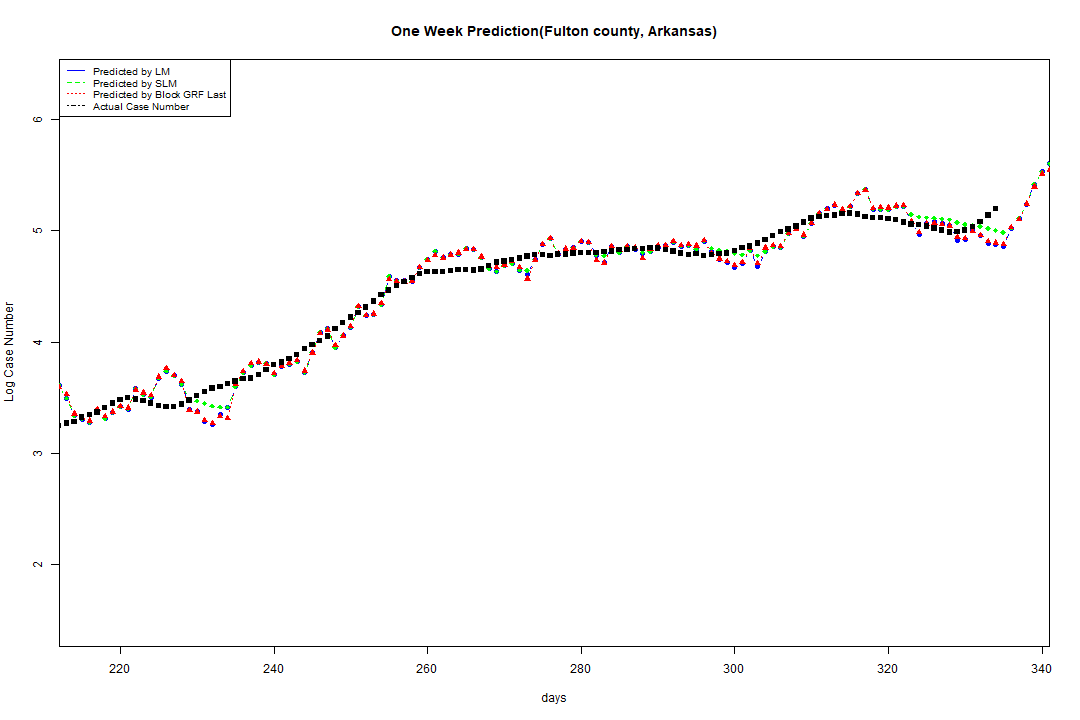 One Week Prediction(Fulton county, Arkansas)
Predicted by LM
Predicted by SLM
Predicted by Block GRF Last
Actual Case Number
6
5
4
3
2
Log Case Number
220 240 260 280 300 320 340
days